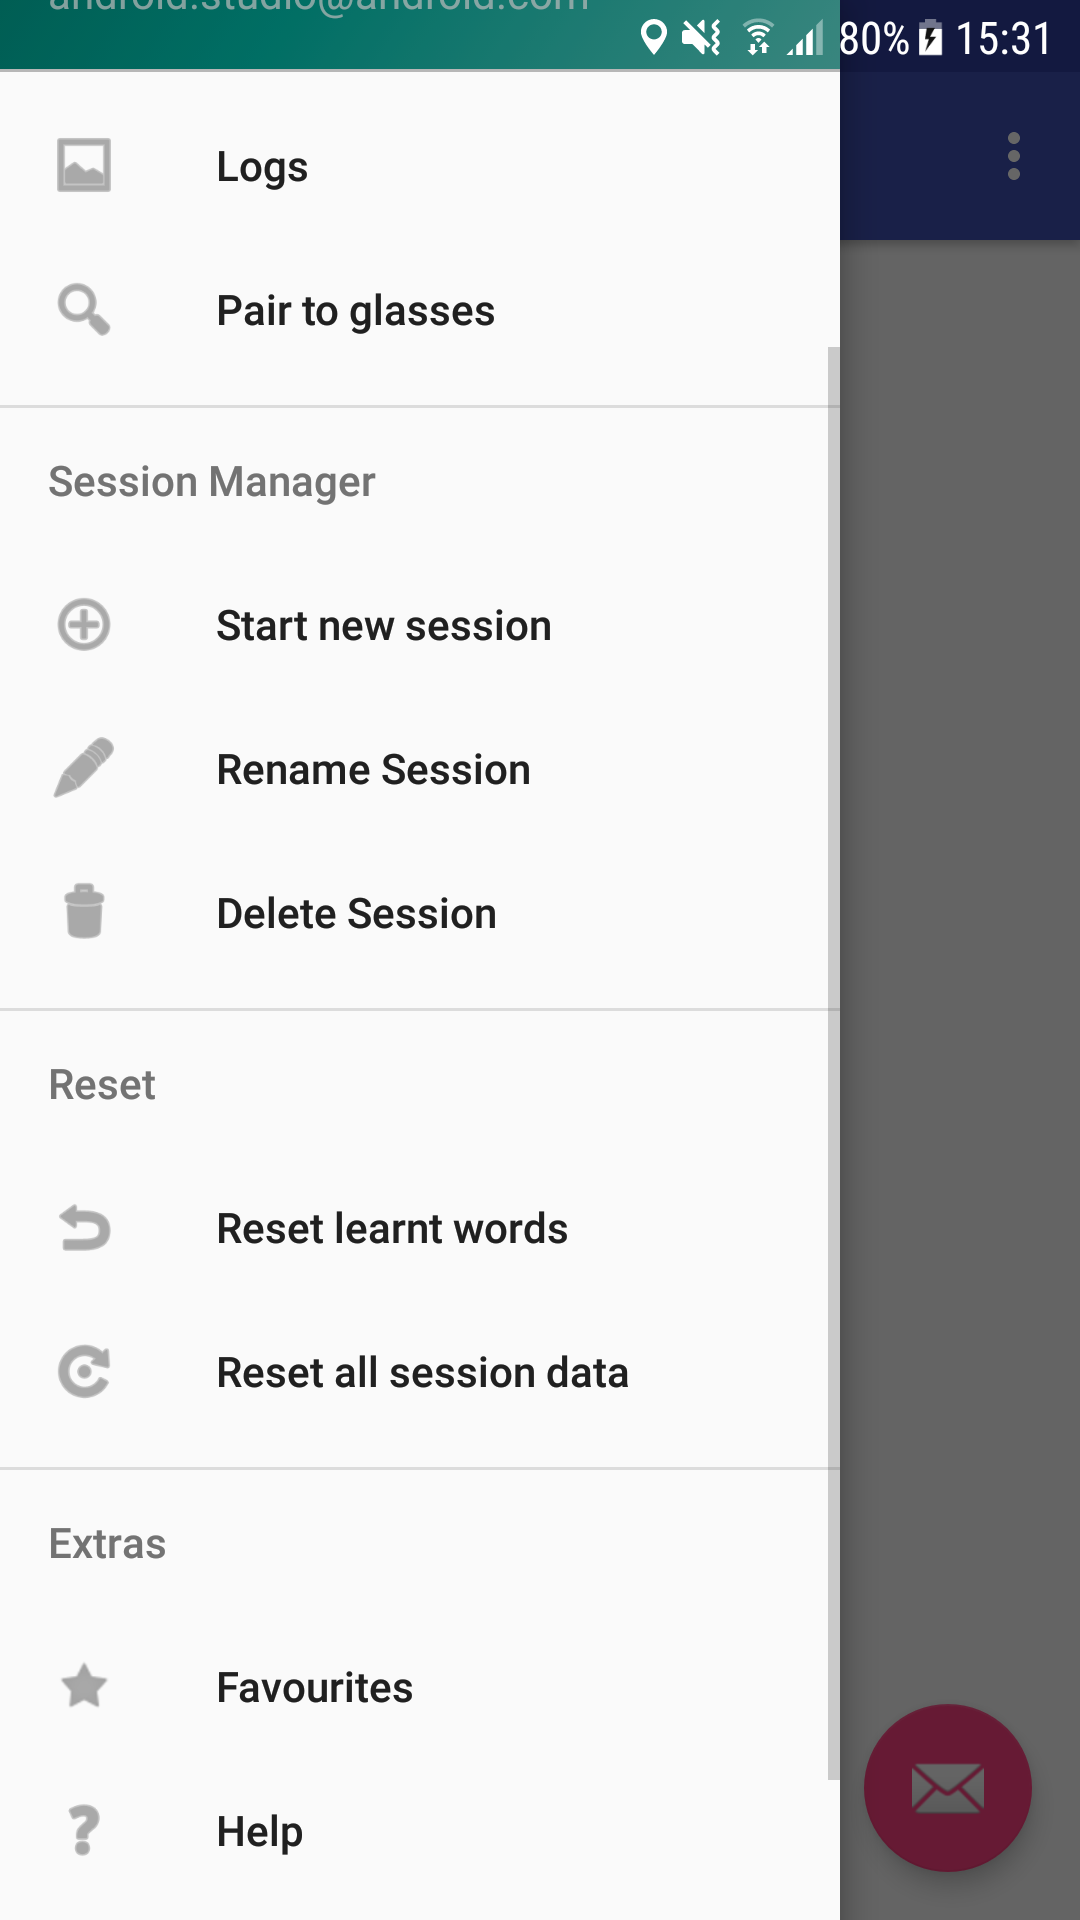 android.studio@android.com
80% 15:31
Logs
Pair to glasses
Session Manager
Start new session
Rename Session
Delete Session
Reset
Reset learnt words
Reset all session data
Extras
Favourites
Help